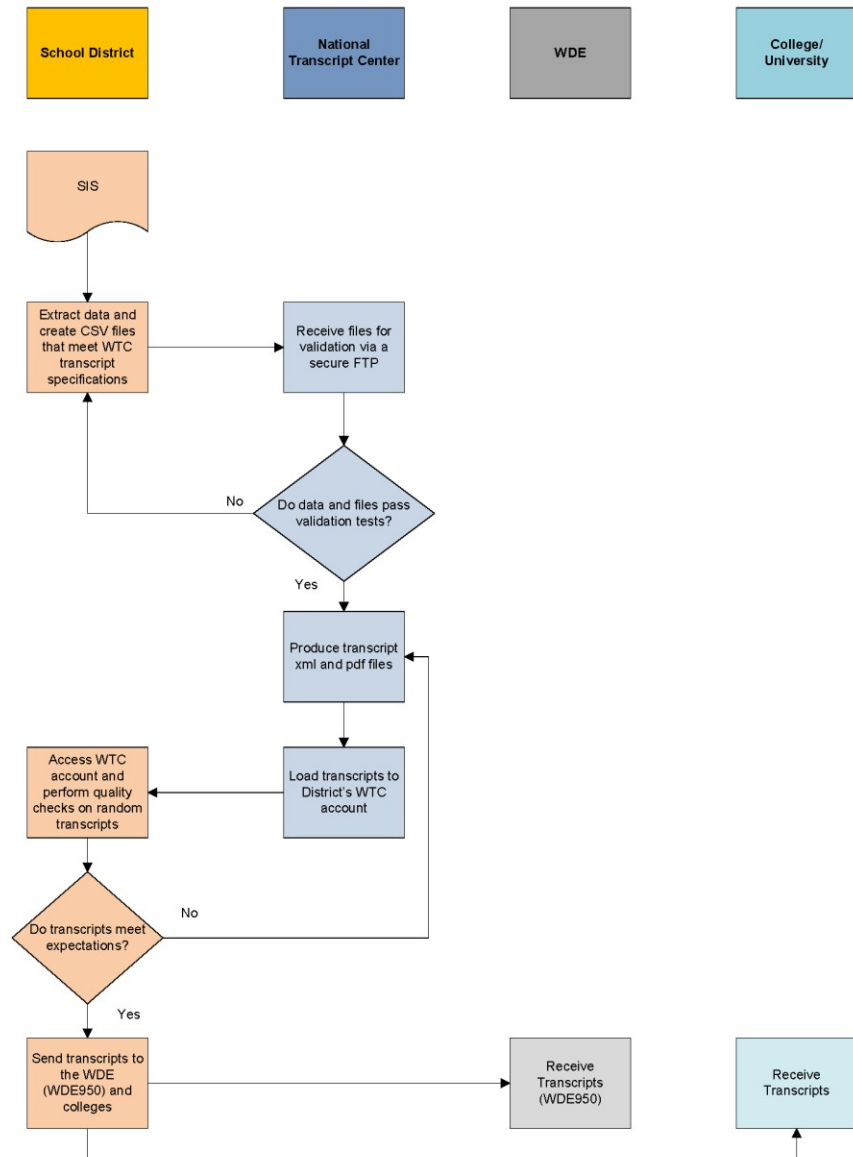 School District
National
Transcript Center
WDE
College/
University
SIS
Extract data and
create CSV files
that meet WTC
transcript
specifications
Receive files for
validation via a
secure FTP
No
Do data and files pass
validation tests?
Yes
Produce transcript
xml and pdf files
Access WTC
account and
perform quality
checks on random
transcripts
Load transcripts to
District's WTC
account
No
Do transcripts meet
expectations?
Yes
Send transcripts to
the WDE
(WDE950) and
colleges
Receive
Transcripts
(WDE950)
Receive
Transcripts